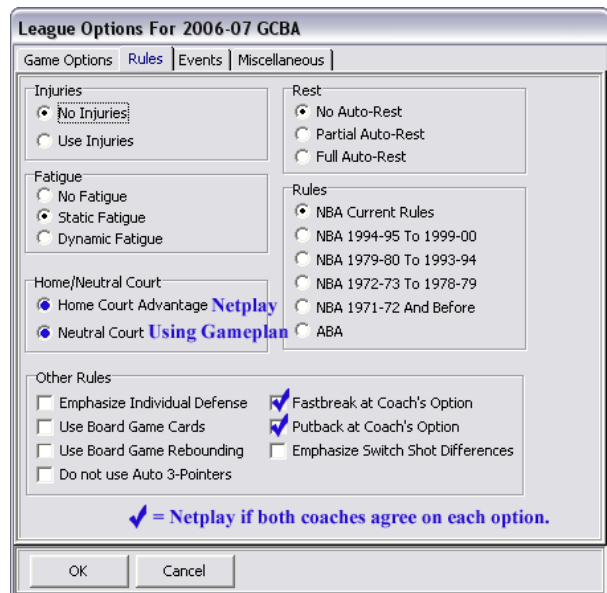 League Options For 2006-07 GCBA
Game Options Rules Events Miscellaneous
Injuries
No Injuries
Use Injuries
Fatigue
No Fatigue
Static Fatigue
Dynamic Fatigue
Home/Neutral Court
Home Court Advantage Netplay
Neutral Court Using Gameplan
Rest
No Auto-Rest
Partial Auto-Rest
Full Auto-Rest
Rules
NBA Current Rules
NBA 1994-95 To 1999-00
NBA 1979-80 To 1993-94
NBA 1972-73 To 1978-79
NBA 1971-72 And Before
ABA
Other Rules
Emphasize Individual Defense
Use Board Game Cards
Use Board Game Rebounding
Do not use Auto 3-Pointers
Fastbreak at Coach's Option
Putback at Coach's Option
Emphasize Switch Shot Differences
= Netplay if both coaches agree on each option.
OK Cancel